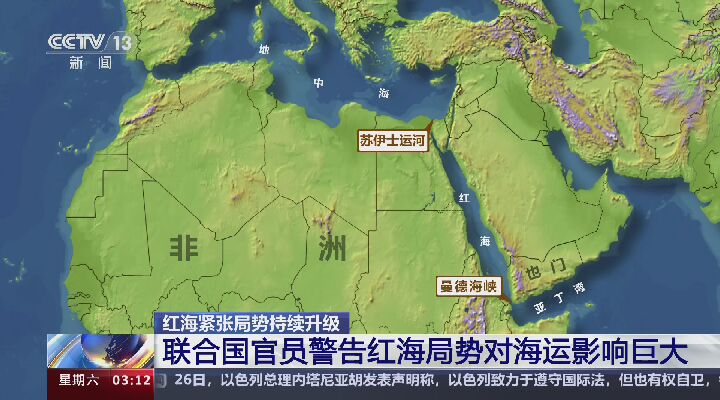 CCTV 13
新闻
地中海
苏伊士运河
红海
非洲
也门
曼德海峡
亚丁湾
红海紧张局势持续升级
联合国官员警告红海局势对海运影响巨大
星期六 03:12 26日，以色列总理内塔尼亚胡发表声明称，以色列致力于遵守国际法，但也有权自卫，